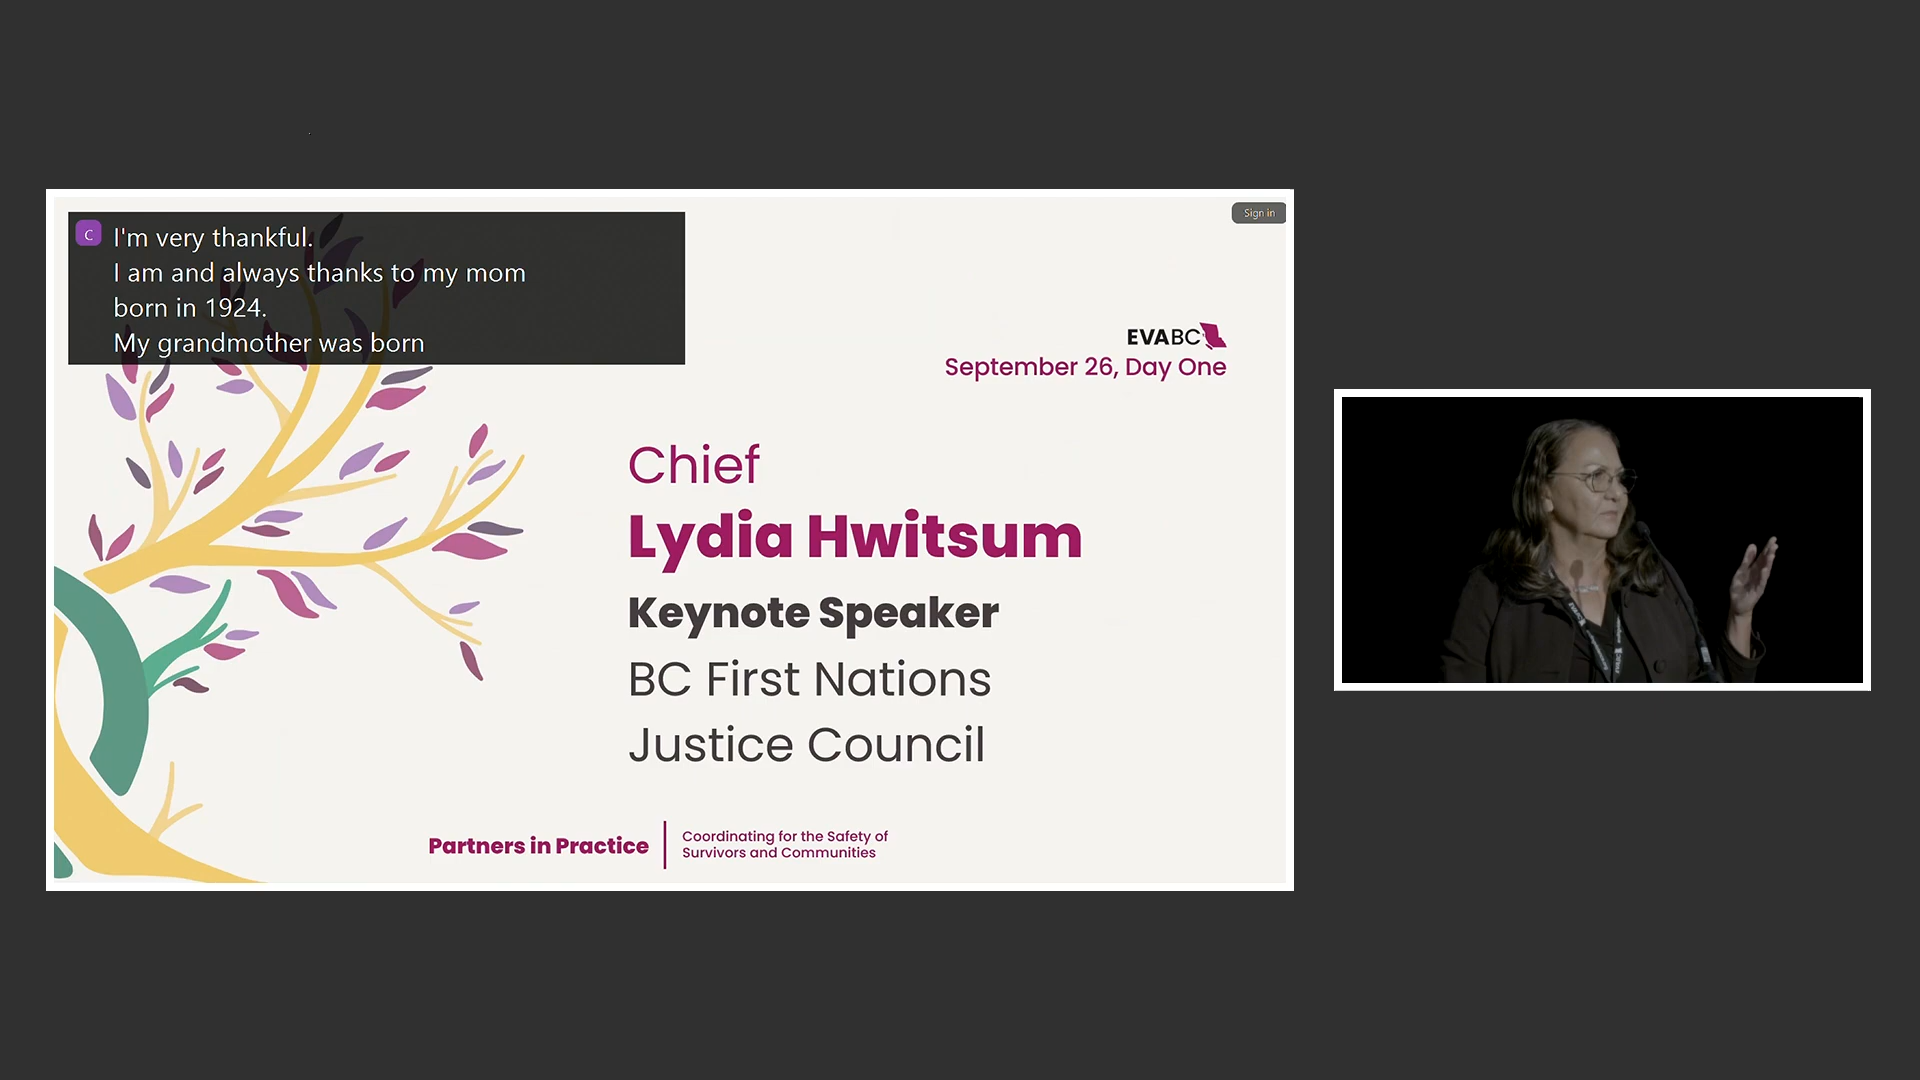 C
I'm very thankful.
I am and always thanks to my mom
born in 1924.
My grandmother was born
Sign in
EVABC
September 26, Day One
Chief
Lydia Hwitsum
Keynote Speaker
BC First Nations
Justice Council
Partners in Practice
Coordinating for the Safety of
Survivors and Communities